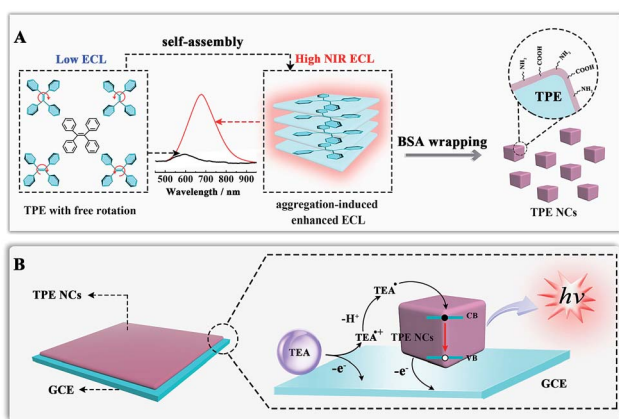 A
Low ECL
self-assembly
High NIR ECL
500 600 700 800 900
Wavelength / nm
TPE with free rotation
aggregation-induced
enhanced ECL
BSA wrapping
NH₂
COOH
NH₂
COOH
NH₂
TPE
TPE NCs
B
TPE NCs
GCE
TEA
-H⁺
TEA•
TEA•+
-e⁻
TPE NCs
CB
VB
-e⁻
GCE
hν